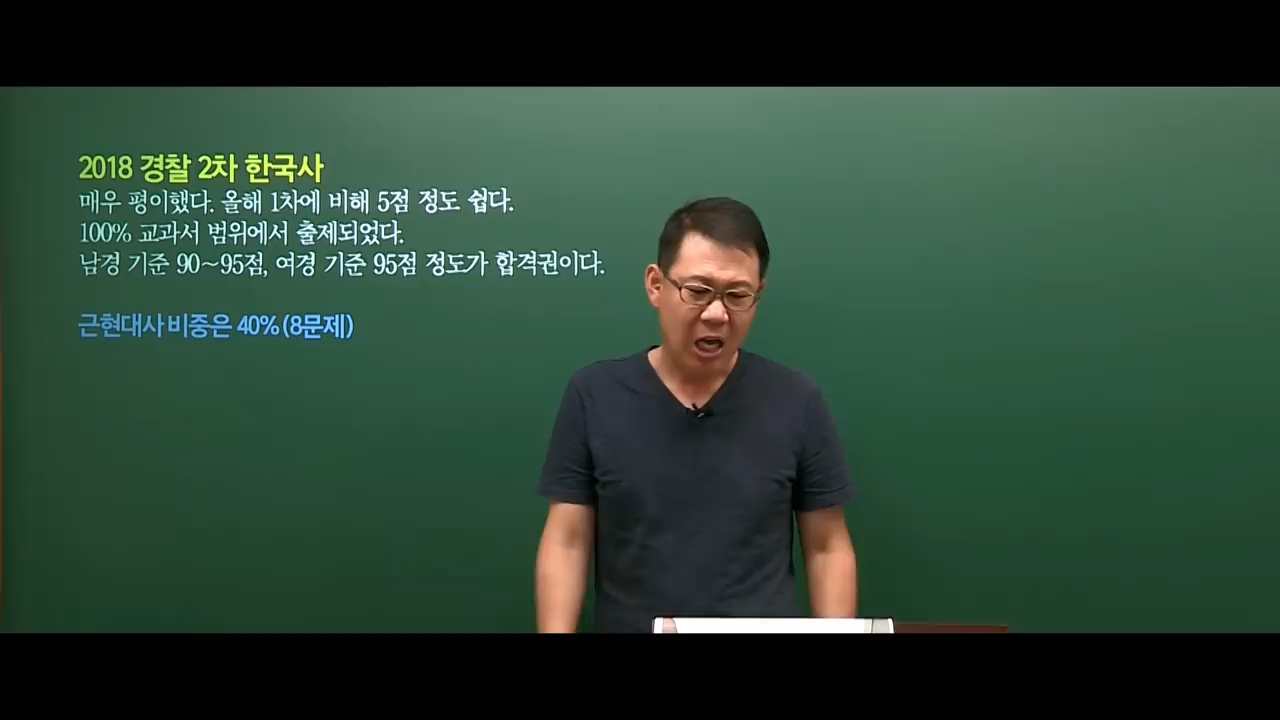 2018 경찰 2차 한국사
매우 평이했다. 올해 1차에 비해 5점 정도 쉽다.
100% 교과서 범위에서 출제되었다.
남경 기준 90~95점, 여경 기준 95점 정도가 합격권이다.
근현대사 비중은 40% (8문제)